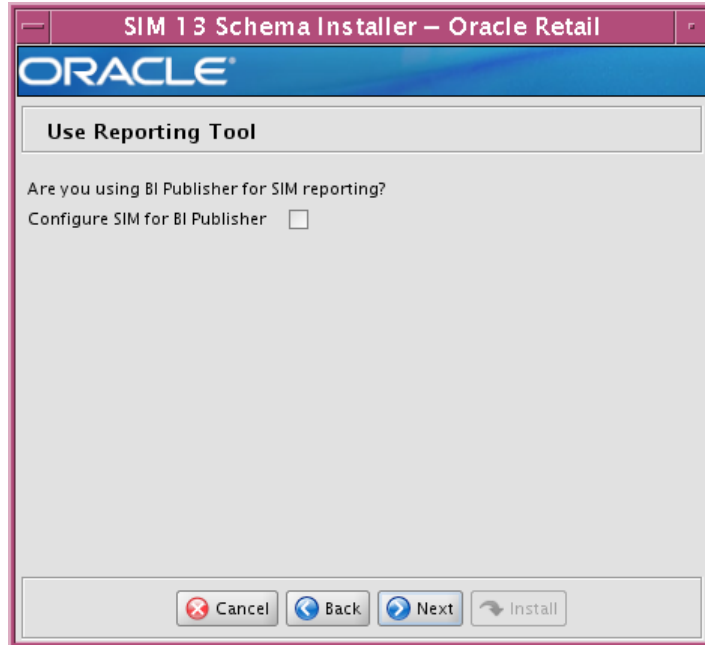 SIM 13 Schema Installer – Oracle Retail
ORACLE®
Use Reporting Tool
Are you using BI Publisher for SIM reporting?
Configure SIM for BI Publisher
Cancel Back Next Install